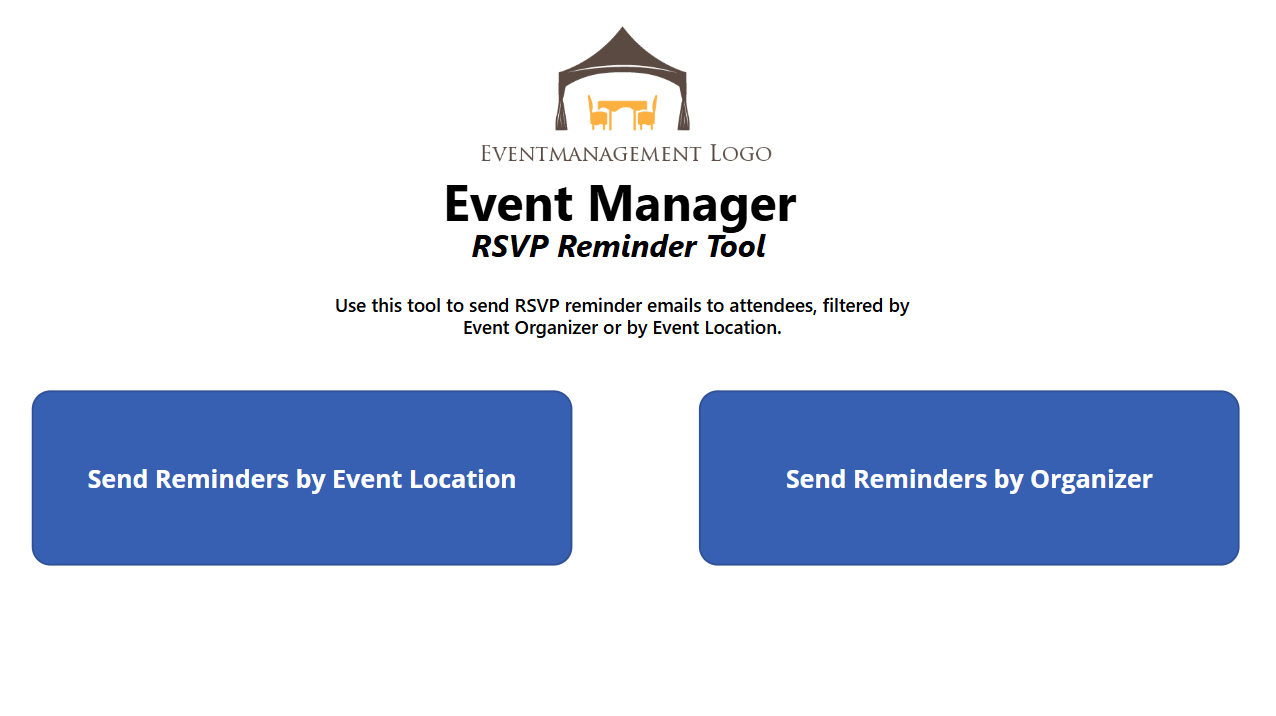 Eventmanagement Logo
Event Manager
RSVP Reminder Tool
Use this tool to send RSVP reminder emails to attendees, filtered by
Event Organizer or by Event Location.
Send Reminders by Event Location
Send Reminders by Organizer